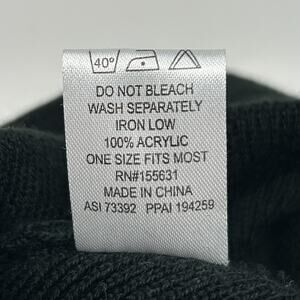 40°
DO NOT BLEACH
WASH SEPARATELY
IRON LOW
100% ACRYLIC
ONE SIZE FITS MOST
RN#155631
MADE IN CHINA
ASI 73392 PPAI 194259